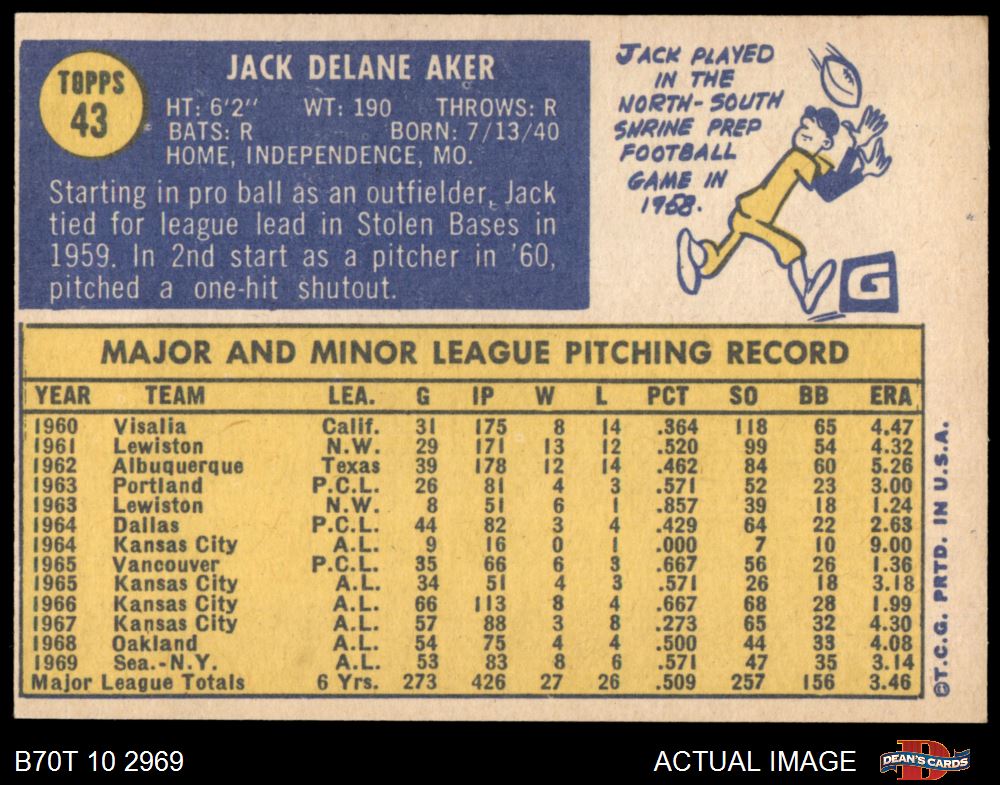 TOPPS
43
JACK DELANE AKER
HT: 6'2" WT: 190 THROWS: R
BATS: R BORN: 7/13/40
HOME, INDEPENDENCE, MO.
Starting in pro ball as an outfielder, Jack
tied for league lead in Stolen Bases in
1959. In 2nd start as a pitcher in '60,
pitched a one-hit shutout.
JACK PLAYED
IN THE
NORTH-SOUTH
SHRINE PREP
FOOTBALL
GAME IN
1958.
G
MAJOR AND MINOR LEAGUE PITCHING RECORD
YEAR TEAM LEA. G IP W L PCT SO BB ERA
1960 Visalia Calif. 31 175 8 14 .364 118 65 4.47
1961 Lewiston N.W. 29 171 13 12 .520 99 54 4.32
1962 Albuquerque Texas 39 178 12 14 .462 84 60 5.26
1963 Portland P.C.L. 26 81 4 3 .571 52 23 3.00
1963 Lewiston N.W. 8 51 6 1 .857 39 18 1.24
1964 Dallas P.C.L. 44 82 3 4 .429 64 22 2.63
1964 Kansas City A.L. 9 16 0 1 .000 7 10 9.00
1965 Vancouver P.C.L. 35 66 6 3 .667 56 26 1.36
1965 Kansas City A.L. 34 51 4 3 .571 26 18 3.18
1966 Kansas City A.L. 66 113 8 4 .667 68 28 1.99
1967 Kansas City A.L. 57 88 3 8 .273 65 32 4.30
1968 Oakland A.L. 54 75 4 4 .500 44 33 4.08
1969 Sea.-N.Y. A.L. 53 83 8 6 .571 47 35 3.14
Major League Totals 6 Yrs. 273 426 27 26 .509 257 156 3.46
©T.C.G. PRTD. IN U.S.A.
B70T 10 2969
ACTUAL IMAGE
D
DEAN'S CARDS